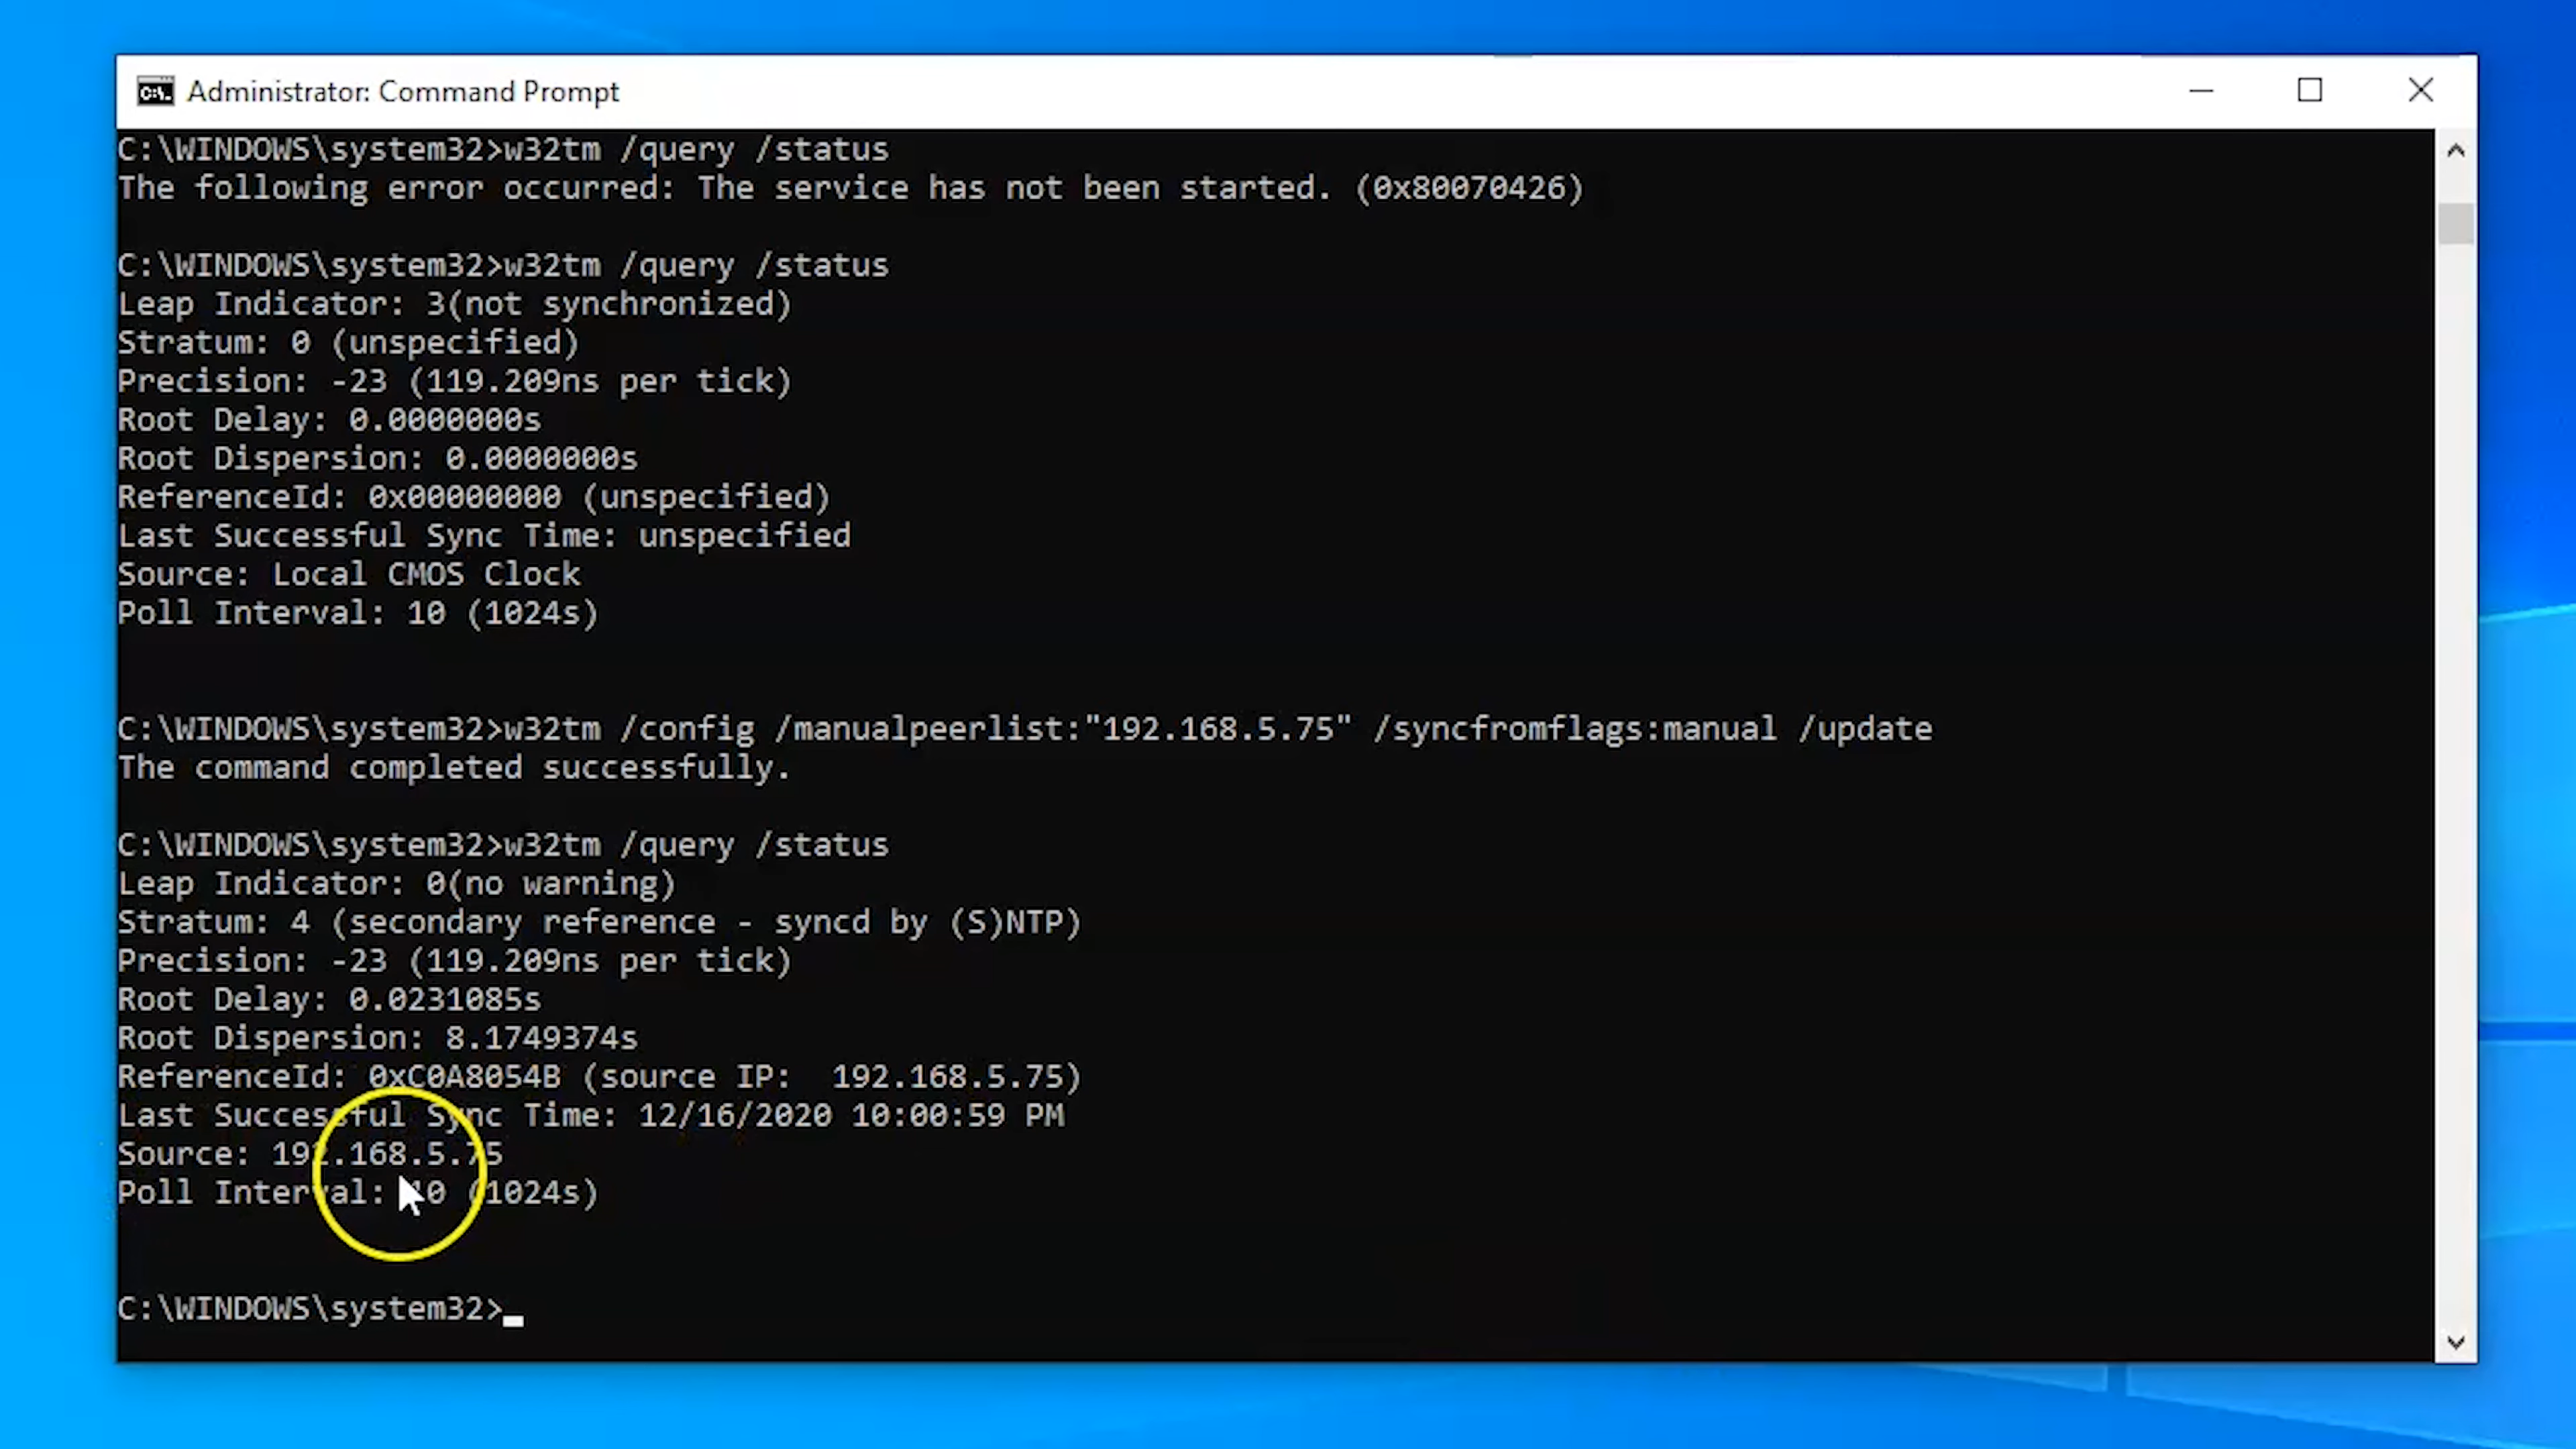 Administrator: Command Prompt
C:\WINDOWS\system32>w32tm /query /status
The following error occurred: The service has not been started. (0x80070426)
C:\WINDOWS\system32>w32tm /query /status
Leap Indicator: 3(not synchronized)
Stratum: 0 (unspecified)
Precision: -23 (119.209ns per tick)
Root Delay: 0.0000000s
Root Dispersion: 0.0000000s
ReferenceId: 0x00000000 (unspecified)
Last Successful Sync Time: unspecified
Source: Local CMOS Clock
Poll Interval: 10 (1024s)
C:\WINDOWS\system32>w32tm /config /manualpeerlist:"192.168.5.75" /syncfromflags:manual /update
The command completed successfully.
C:\WINDOWS\system32>w32tm /query /status
Leap Indicator: 0(no warning)
Stratum: 4 (secondary reference - syncd by (S)NTP)
Precision: -23 (119.209ns per tick)
Root Delay: 0.0231085s
Root Dispersion: 8.1749374s
ReferenceId: 0xC0A8054B (source IP:  192.168.5.75)
Last Successful Sync Time: 12/16/2020 10:00:59 PM
Source: 192.168.5.75
Poll Interval: 10 (1024s)
C:\WINDOWS\system32>